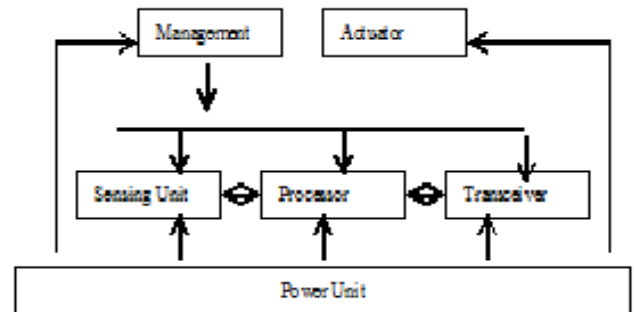 Management
Actuator
Sensing Unit
Processor
Transceiver
Power Unit